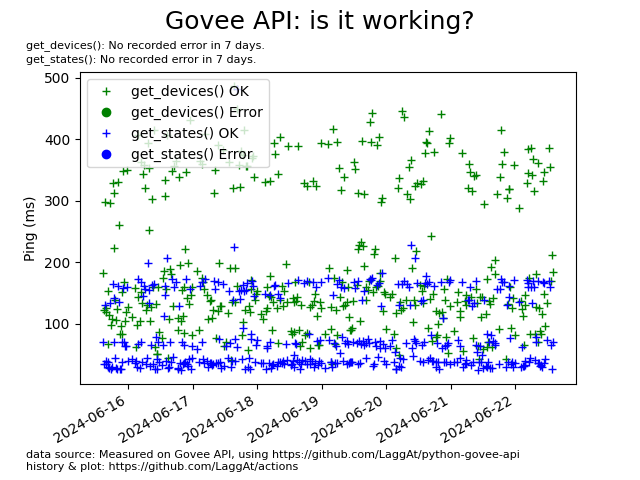 Govee API: is it working?
get_devices(): No recorded error in 7 days.
get_states(): No recorded error in 7 days.
500
400
300
200
100
Ping (ms)
get_devices() OK
get_devices() Error
get_states() OK
get_states() Error
2024-06-16
2024-06-17
2024-06-18
2024-06-19
2024-06-20
2024-06-21
2024-06-22
data source: Measured on Govee API, using https://github.com/LaggAt/python-govee-api
history & plot: https://github.com/LaggAt/actions